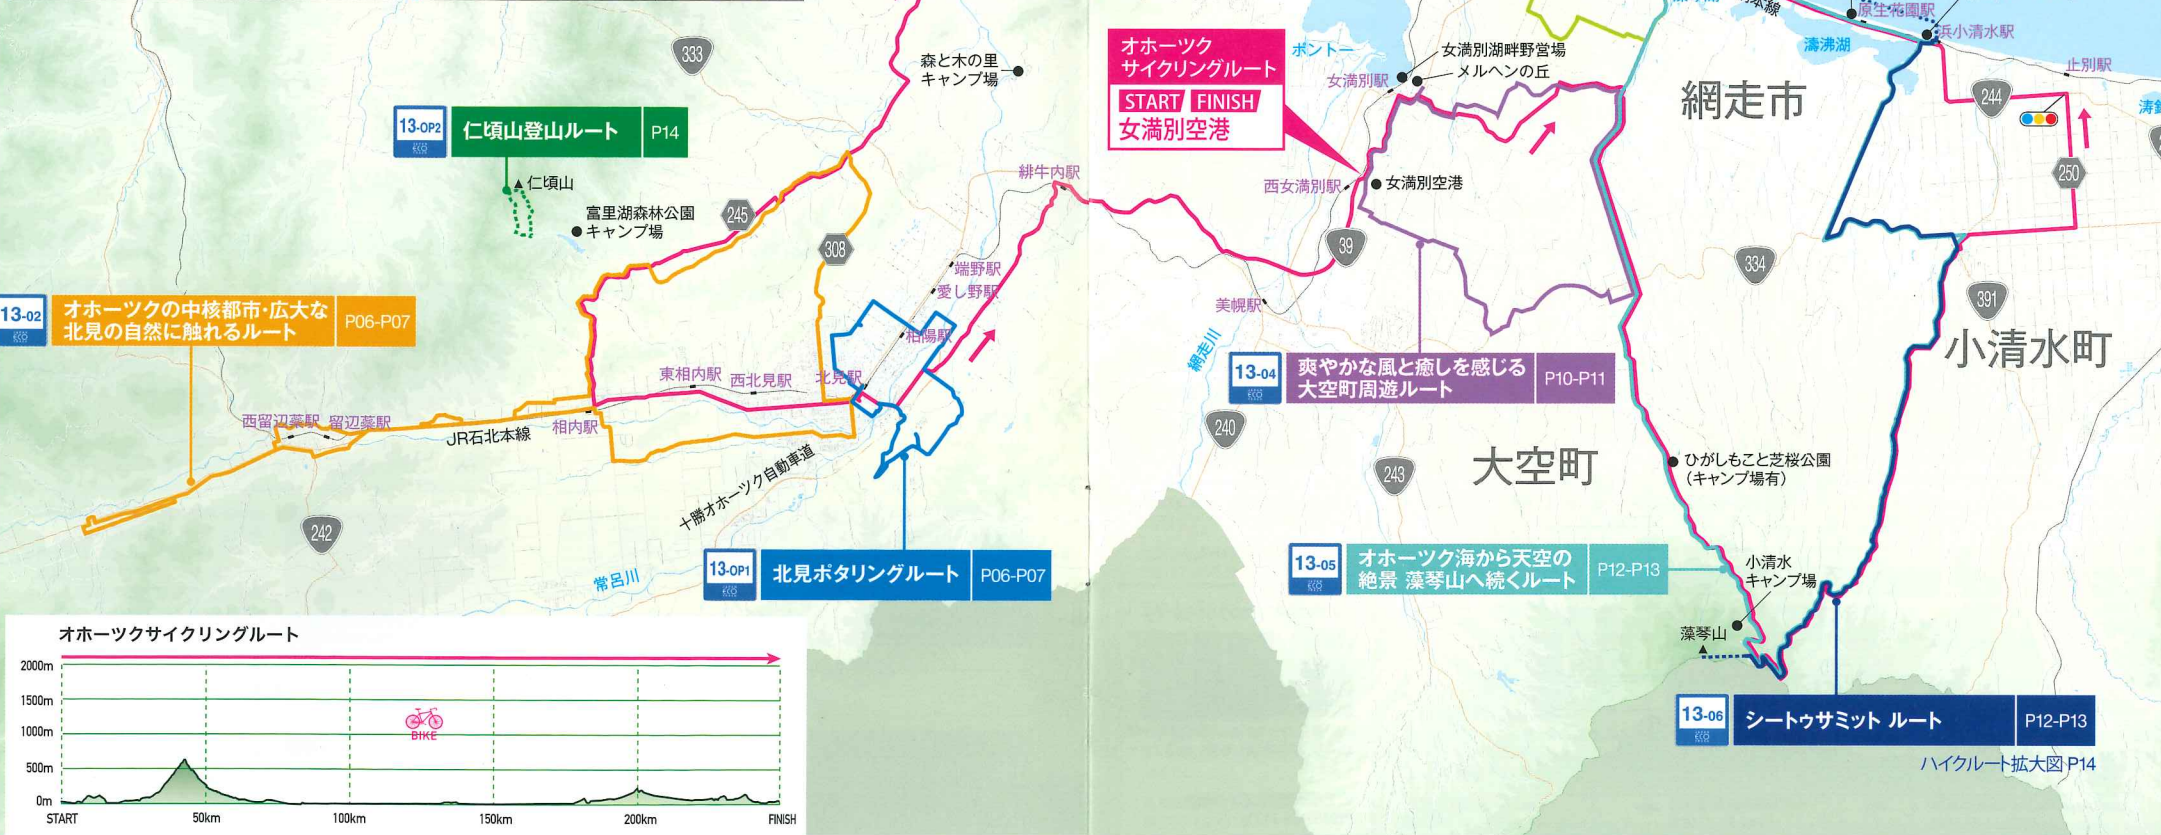 333
森と木の里
キャンプ場
13-OP2
仁頃山登山ルート
P14
仁頃山
富里湖森林公園
キャンプ場
245
308
緋牛内駅
端野駅
愛し野駅
柏陽駅
13-02
オホーツクの中核都市・広大な
北見の自然に触れるルート
P06-P07
東相内駅
西北見駅
北見駅
西留辺蘂駅
留辺蘂駅
JR石北本線
相内駅
十勝オホーツク自動車道
242
常呂川
13-OP1
北見ポタリングルート
P06-P07
オホーツク
サイクリングルート
START
FINISH
女満別空港
女満別湖畔野営場
メルヘンの丘
女満別駅
西女満別駅
女満別空港
39
美幌駅
網走川
240
243
13-04
爽やかな風と癒しを感じる
大空町周遊ルート
P10-P11
大空町
原生花園駅
浜小清水駅
濤沸湖
止別駅
網走市
244
250
334
391
小清水町
ひがしもこと芝桜公園
（キャンプ場有）
13-05
オホーツク海から天空の
絶景 藻琴山へ続くルート
P12-P13
小清水
キャンプ場
藻琴山
13-06
シートゥサミット ルート
P12-P13
ハイクルート拡大図 P14
オホーツクサイクリングルート
2000m
1500m
1000m
500m
0m
BIKE
START
50km
100km
150km
200km
FINISH